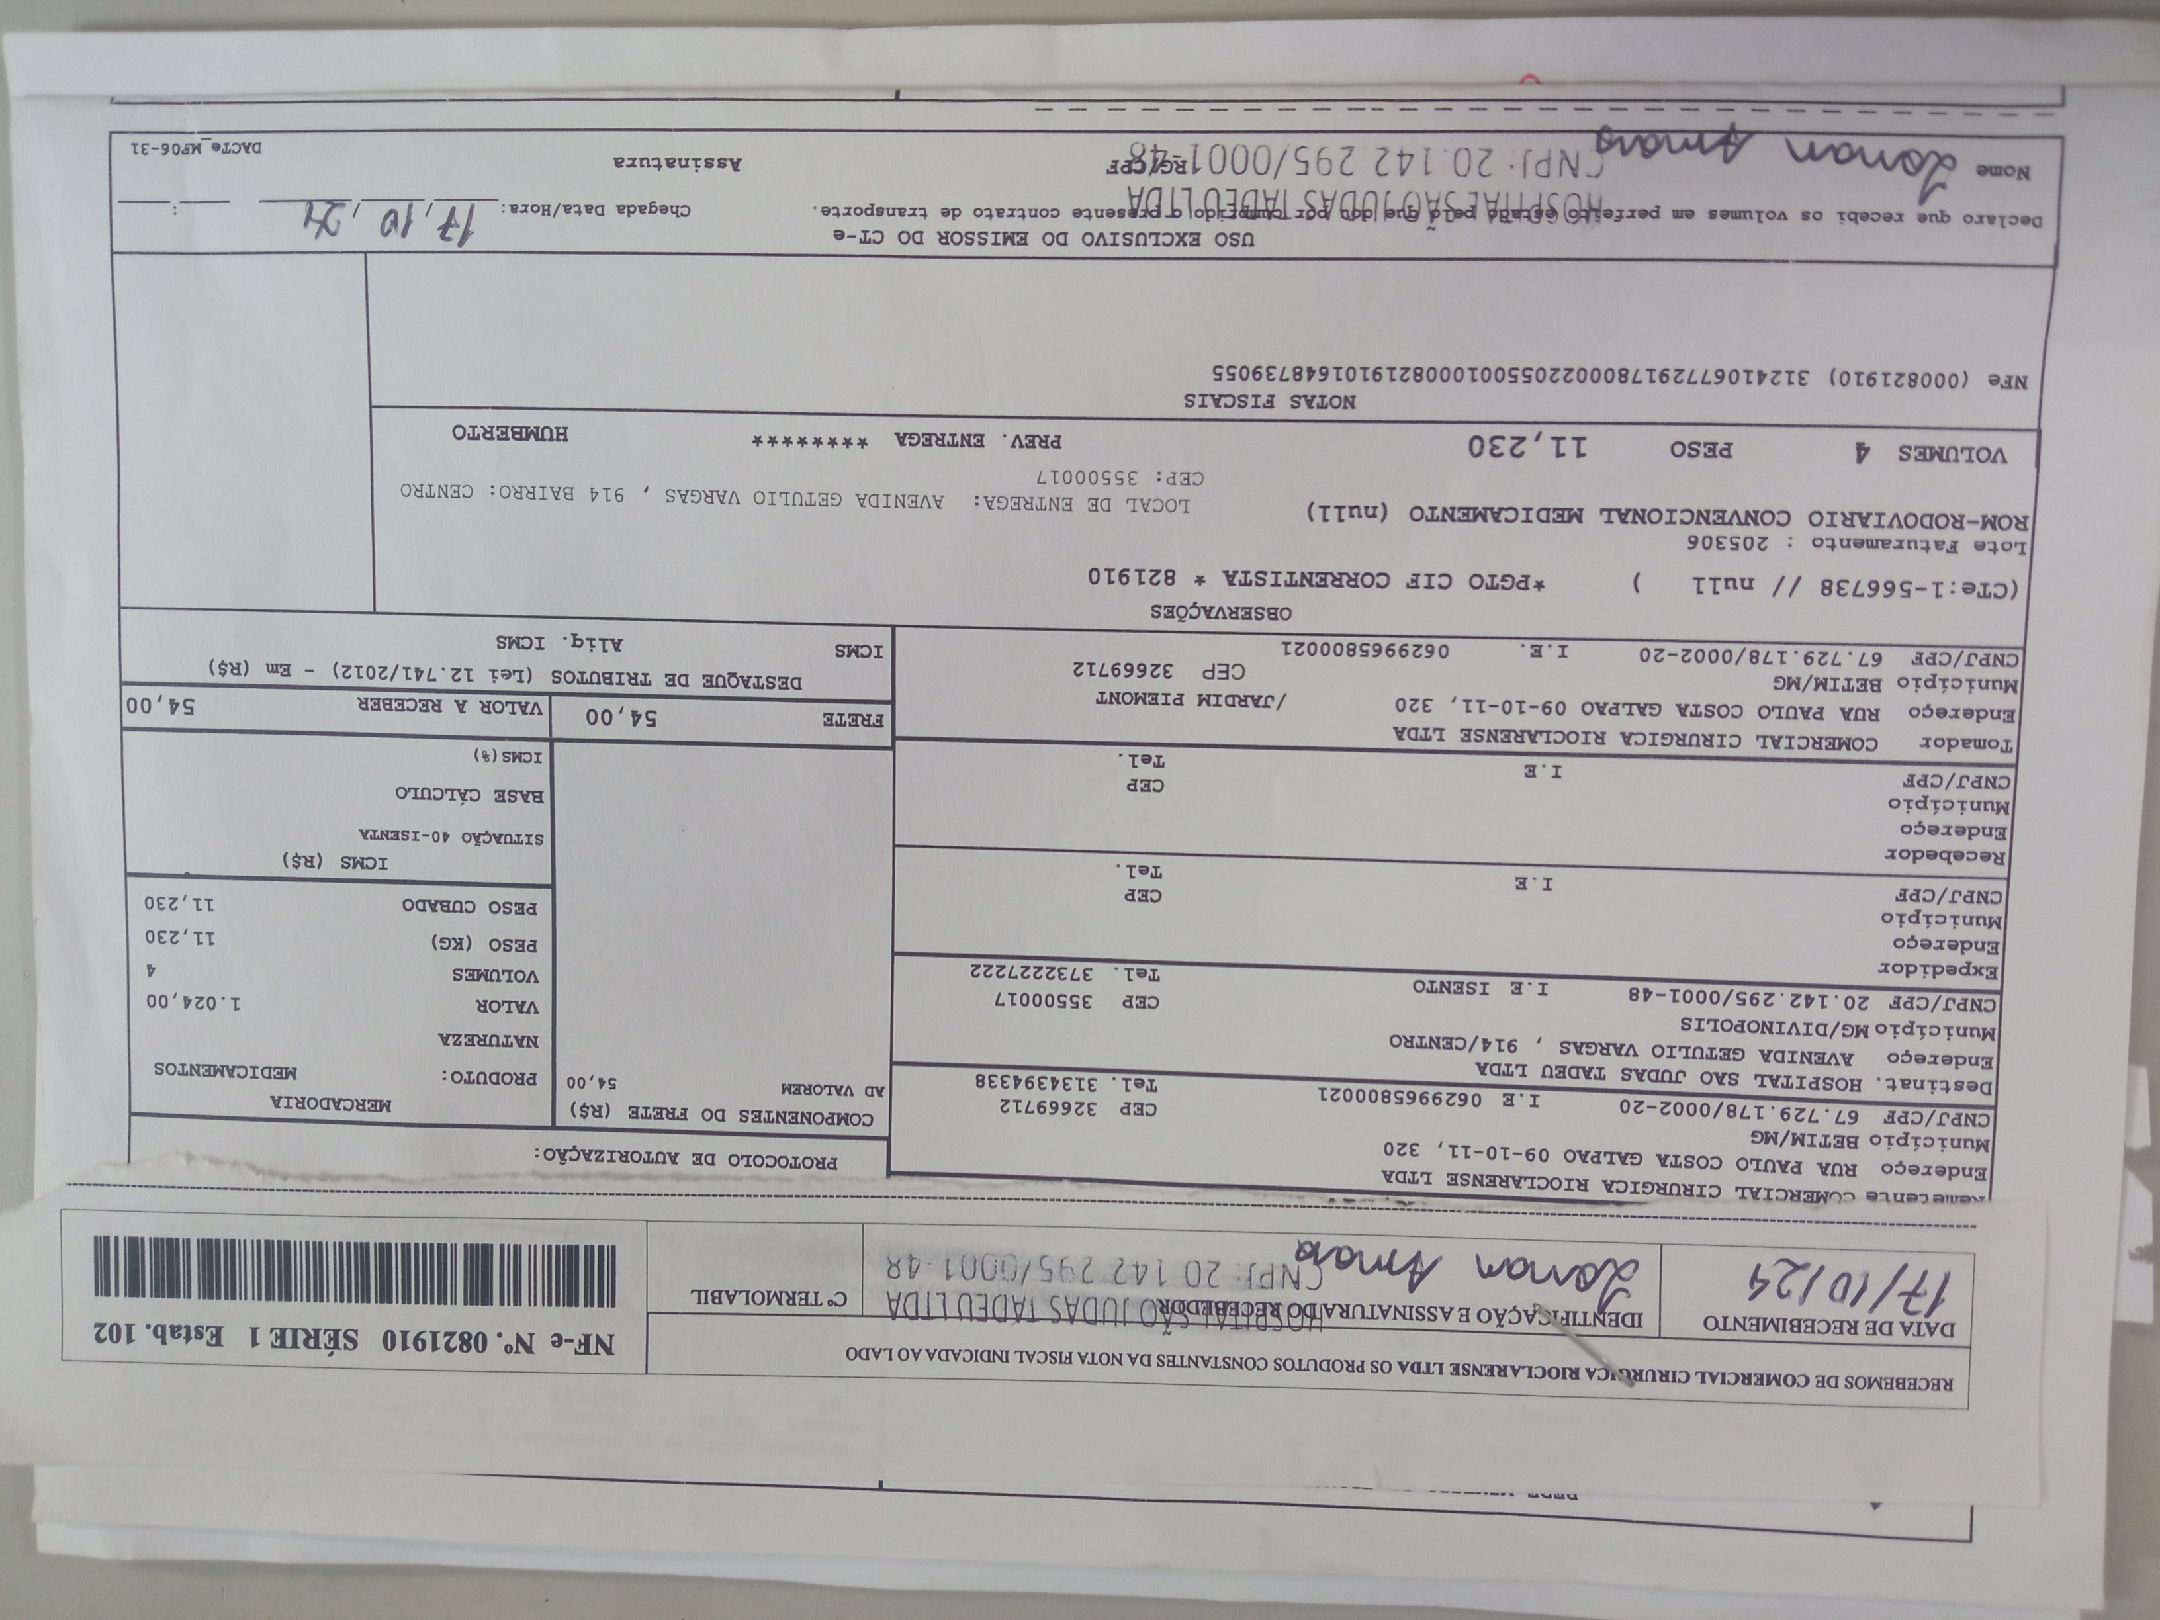 RECEBEMOS DE COMERCIAL CIRURGICA RIOCLARENSE LTDA OS PRODUTOS CONSTANTES DA NOTA FISCAL INDICADA AO LADO
NF-e Nº. 0821910 SÉRIE 1 Estab. 102
DATA DE RECEBIMENTO
IDENTIFICAÇÃO E ASSINATURA DO RECEBEDOR
Cº TERMOLABIL
HOSPITAL SÃO JUDAS TADEU LTDA
CNPJ: 20 142 295/0001-48
17/10/24
Remetente COMERCIAL CIRURGICA RIOCLARENSE LTDA
Endereço RUA PAULO COSTA GALPAO 09-10-11, 320
Município BETIM/MG
CEP 32669712
CNPJ/CPF 67.729.178/0002-20 I.E 0629965800021
Tel. 3134394338
Destinat. HOSPITAL SAO JUDAS TADEU LTDA
Endereço AVENIDA GETULIO VARGAS , 914/CENTRO
Município MG/DIVINOPOLIS
CEP 35500017
CNPJ/CPF 20.142.295/0001-48 I.E ISENTO
Tel. 3732227222
Expedidor
Endereço
Município
CEP
CNPJ/CPF I.E
Tel.
Recebedor
Endereço
Município
CEP
CNPJ/CPF I.E
Tel.
Tomador COMERCIAL CIRURGICA RIOCLARENSE LTDA
Endereço RUA PAULO COSTA GALPAO 09-10-11, 320 /JARDIM PIEMONT
Município BETIM/MG
CEP 32669712
CNPJ/CPF 67.729.178/0002-20 I.E. 0629965800021
PROTOCOLO DE AUTORIZAÇÃO:
COMPONENTES DO FRETE (R$)
AD VALOREM 54,00
MERCADORIA
PRODUTO: MEDICAMENTOS
NATUREZA
VALOR 1.024,00
VOLUMES 4
PESO (KG) 11,230
PESO CUBADO 11,230
ICMS (R$)
SITUAÇÃO 40-ISENTA
BASE CÁLCULO
ICMS(%)
FRETE 54,00
VALOR A RECEBER 54,00
DESTAQUE DE TRIBUTOS (Lei 12.741/2012) - Em (R$)
ICMS Aliq. ICMS
OBSERVAÇÕES
(CTe:1-566738 // null ) *PGTO CIF CORRENTISTA * 821910
Lote Faturamento : 205306
ROM-RODOVIARIO CONVENCIONAL MEDICAMENTO (null)
LOCAL DE ENTREGA: AVENIDA GETULIO VARGAS , 914 BAIRRO: CENTRO
CEP: 35500017
VOLUMES 4 PESO 11,230
PREV. ENTREGA ******** HUMBERTO
NOTAS FISCAIS
NFe (000821910) 31241067729178000220550010008219101648739055
USO EXCLUSIVO DO EMISSOR DO CT-e
Declaro que recebi os volumes em perfeito estado pelo que dou por cumprido o presente contrato de transporte.
Chegada Data/Hora: 17/10/24 :
HOSPITAL SÃO JUDAS TADEU LTDA
CNPJ: 20.142 295/0001-48
Nome
RG/CPF
Assinatura
DACTe_MF06-31